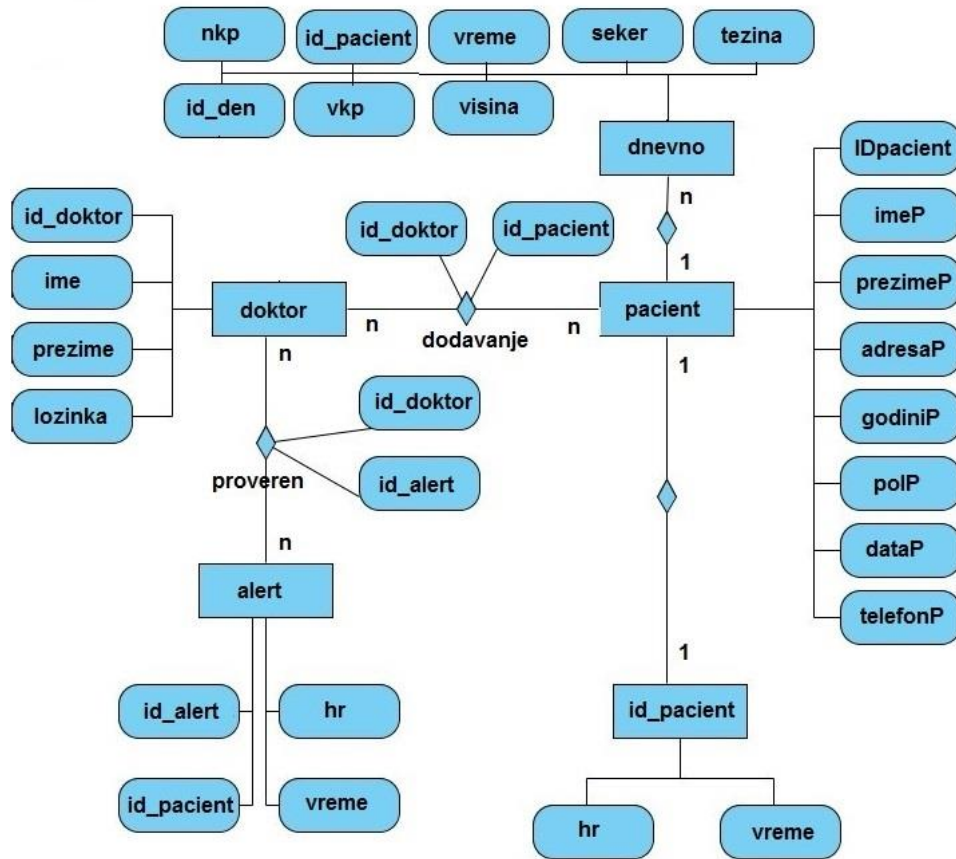 nkp id_pacient vreme seker tezina
id_den vkp visina
dnevno
IDpacient
id_doktor
n
imeP
id_doktor id_pacient
ime
1
prezimeP
doktor
n
dodavanje
n
pacient
prezime
n
1
adresaP
lozinka
id_doktor
godiniP
proveren
id_alert
polP
n
dataP
alert
telefonP
1
id_alert hr
id_pacient
id_pacient vreme
hr vreme